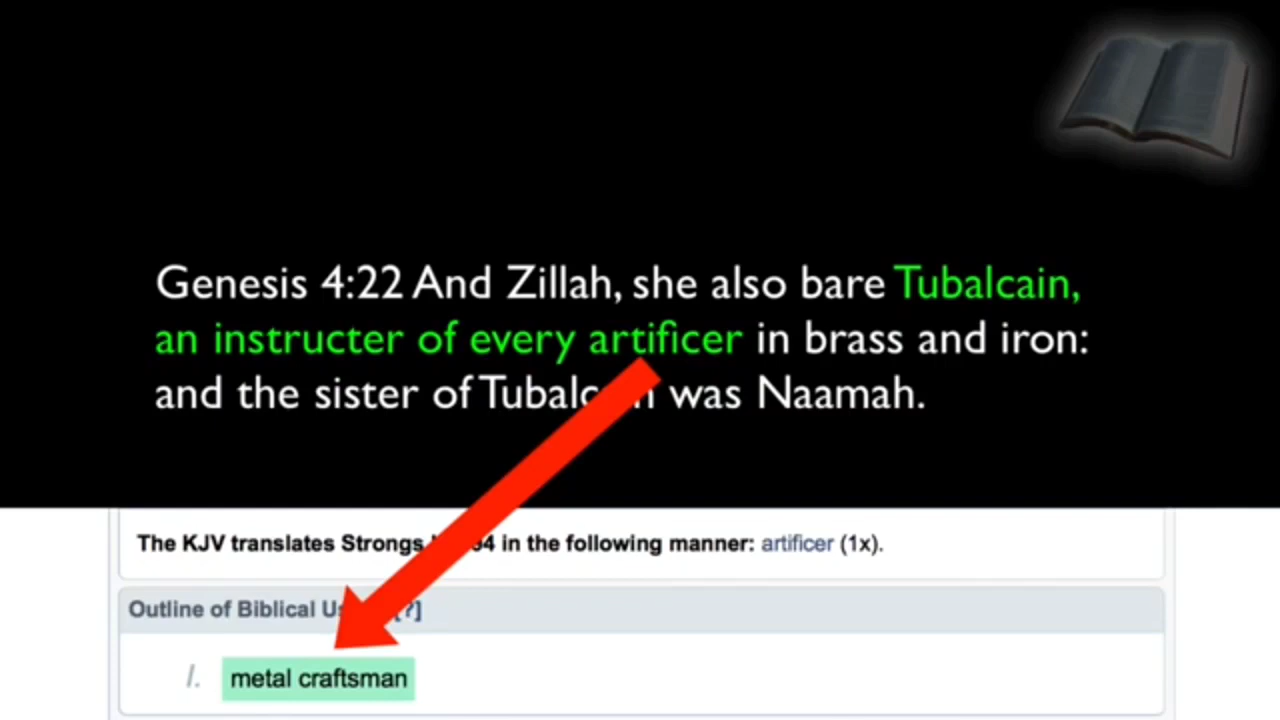 Genesis 4:22 And Zillah, she also bare Tubalcain,
an instructer of every artificer in brass and iron:
and the sister of Tubalcain was Naamah.
The KJV translates Strongs in the following manner: artificer (1x).
Outline of Biblical [?]
1. metal craftsman